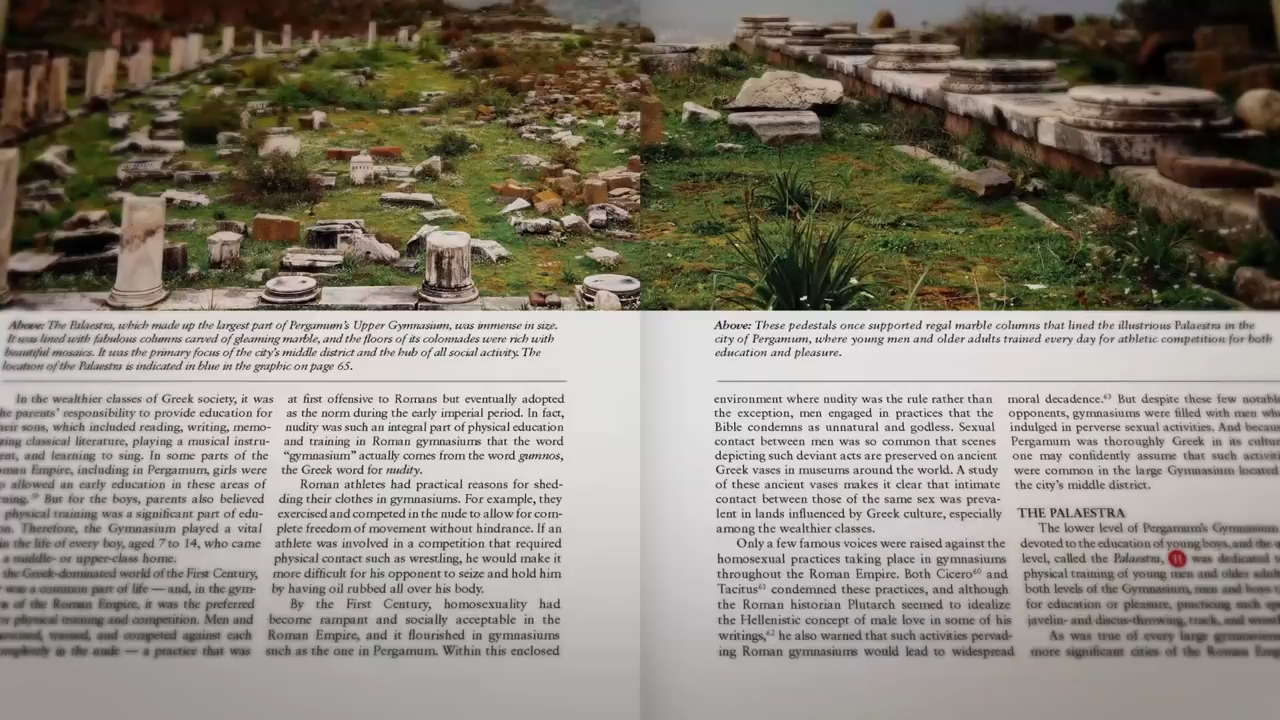 Above: The Palaestra, which made up the largest part of Pergamum's Upper Gymnasium, was immense in size.
It was lined with fabulous columns carved of gleaming marble, and the floors of its colonnades were rich with
beautiful mosaics. It was the primary focus of the city's middle district and the hub of all social activity. The
location of the Palaestra is indicated in blue in the graphic on page 65.
In the wealthier classes of Greek society, it was
he parents' responsibility to provide education for
heir sons, which included reading, writing, memo-
zing classical literature, playing a musical instru-
ent, and learning to sing. In some parts of the
man Empire, including in Pergamum, girls were
allowed an early education in these areas of
ning.⁵⁹ But for the boys, parents also believed
physical training was a significant part of edu-
on. Therefore, the Gymnasium played a vital
in the life of every boy, aged 7 to 14, who came
a middle- or upper-class home.
the Greek-dominated world of the First Century,
was a common part of life — and, in the gym-
s of the Roman Empire, it was the preferred
or physical training and competition. Men and
trained, and competed against each
completely in the nude — a practice that was
at first offensive to Romans but eventually adopted
as the norm during the early imperial period. In fact,
nudity was such an integral part of physical education
and training in Roman gymnasiums that the word
“gymnasium” actually comes from the word gumnos,
the Greek word for nudity.
Roman athletes had practical reasons for shed-
ding their clothes in gymnasiums. For example, they
exercised and competed in the nude to allow for com-
plete freedom of movement without hindrance. If an
athlete was involved in a competition that required
physical contact such as wrestling, he would make it
more difficult for his opponent to seize and hold him
by having oil rubbed all over his body.
By the First Century, homosexuality had
become rampant and socially acceptable in the
Roman Empire, and it flourished in gymnasiums
such as the one in Pergamum. Within this enclosed
Above: These pedestals once supported regal marble columns that lined the illustrious Palaestra in the
city of Pergamum, where young men and older adults trained every day for athletic competition for both
education and pleasure.
environment where nudity was the rule rather than
the exception, men engaged in practices that the
Bible condemns as unnatural and godless. Sexual
contact between men was so common that scenes
depicting such deviant acts are preserved on ancient
Greek vases in museums around the world. A study
of these ancient vases makes it clear that intimate
contact between those of the same sex was preva-
lent in lands influenced by Greek culture, especially
among the wealthier classes.
Only a few famous voices were raised against the
homosexual practices taking place in gymnasiums
throughout the Roman Empire. Both Cicero⁶⁰ and
Tacitus⁶¹ condemned these practices, and although
the Roman historian Plutarch seemed to idealize
the Hellenistic concept of male love in some of his
writings,⁶² he also warned that such activities pervad-
ing Roman gymnasiums would lead to widespread
moral decadence.⁶³ But despite these few notable
opponents, gymnasiums were filled with men who
indulged in perverse sexual activities. And because
Pergamum was thoroughly Greek in its cultur
one may confidently assume that such activiti
were common in the large Gymnasium located
the city's middle district.
THE PALAESTRA
The lower level of Pergamum's Gymnasium
devoted to the education of young boys, and the u
level, called the Palaestra, 11 was dedicated
physical training of young men and older adul
both levels of the Gymnasium, men and boys
for education or pleasure, practicing such
javelin- and discus-throwing, track, and
As was true of every large gymnasium
more significant cities of the Roman Emp